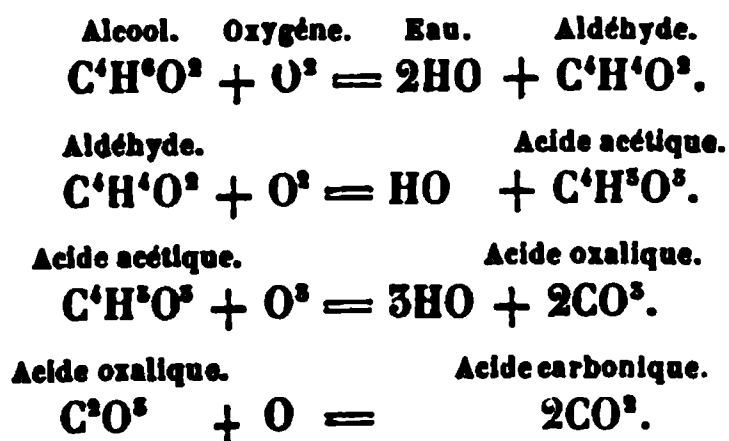 Alcool. Oxygéne. Eau. Aldéhyde.
C⁴H⁶O² + O² = 2HO + C⁴H⁴O².
Aldéhyde. Acide acétique.
C⁴H⁴O² + O² = HO + C⁴H³O³.
Acide acétique. Acide oxalique.
C⁴H³O³ + O³ = 3HO + 2CO³.
Acide oxalique. Acide carbonique.
C²O³ + O = 2CO².